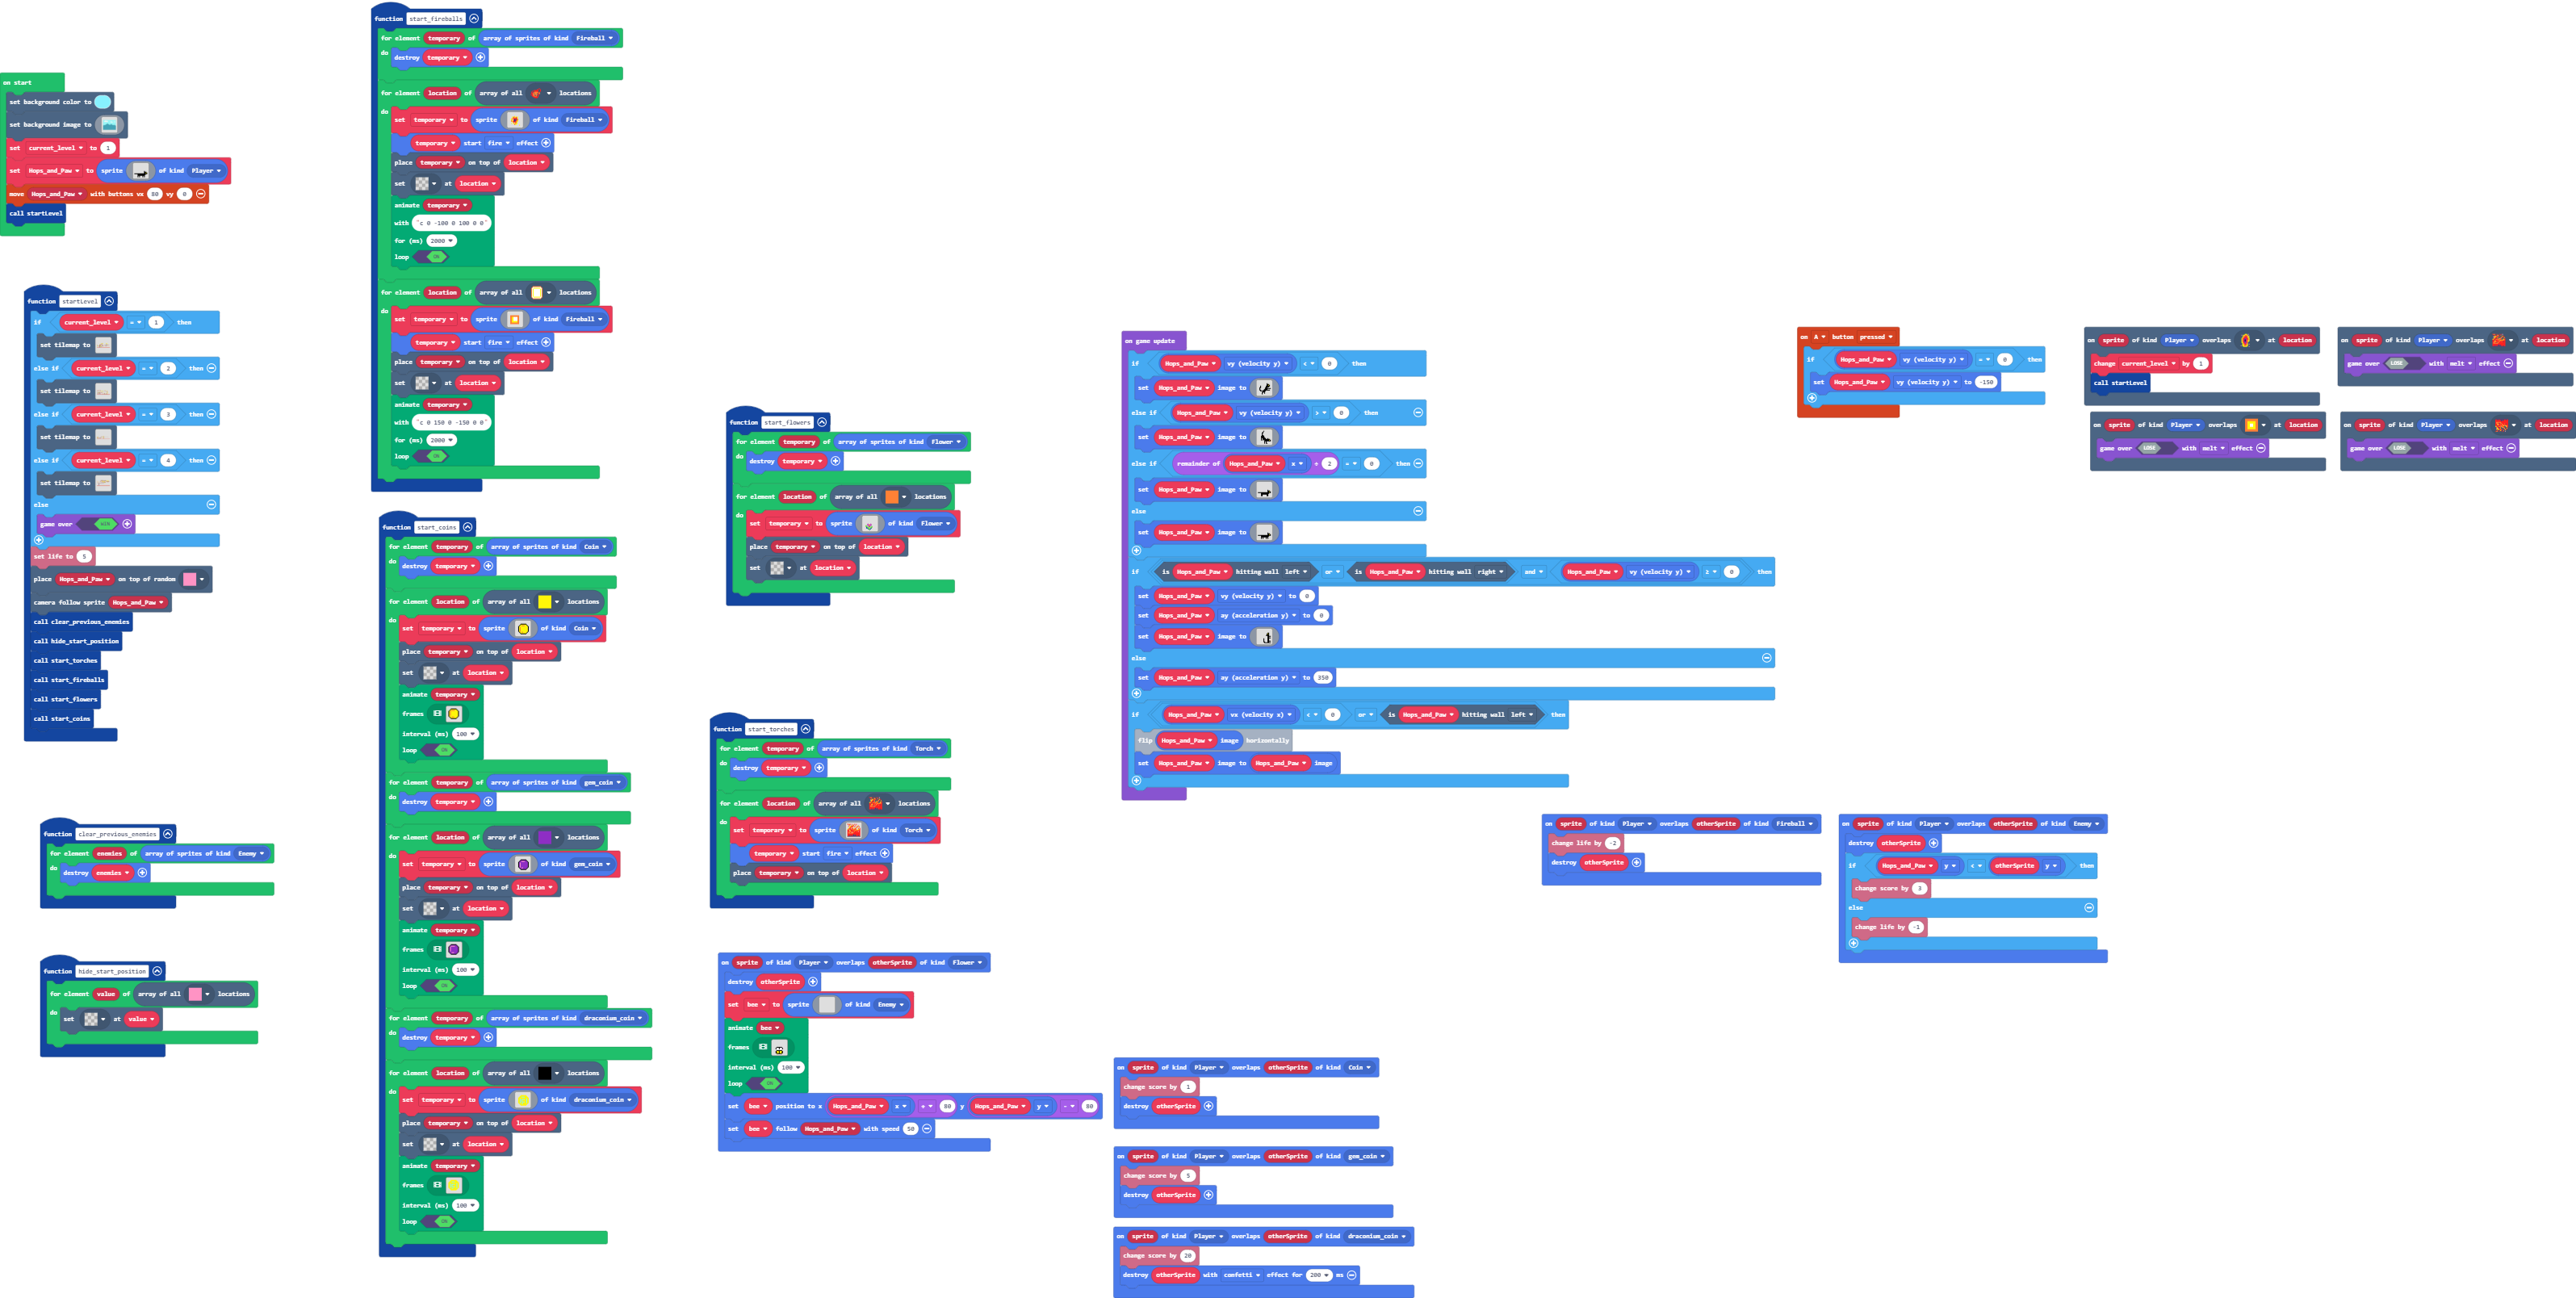 on start
set background color to
set background image to
set current_level to 1
set Hops_and_Paw to sprite of kind Player
move Hops_and_Paw with buttons vx 80 vy 0
call startLevel
function startLevel
if current_level = 1 then
set tilemap to
else if current_level = 2 then
set tilemap to
else if current_level = 3 then
set tilemap to
else if current_level = 4 then
set tilemap to
else
game over WIN
set life to 5
place Hops_and_Paw on top of random
camera follow sprite Hops_and_Paw
call clear_previous_enemies
call hide_start_position
call start_torches
call start_fireballs
call start_flowers
call start_coins
function clear_previous_enemies
for element enemies of array of sprites of kind Enemy
do
destroy enemies
function hide_start_position
for element value of array of all locations
do
set at value
function start_fireballs
for element temporary of array of sprites of kind Fireball
do
destroy temporary
for element location of array of all locations
do
set temporary to sprite of kind Fireball
temporary start fire effect
place temporary on top of location
set at location
animate temporary
with "c 0 -100 0 100 0 0"
for (ms) 2000
loop ON
for element location of array of all locations
do
set temporary to sprite of kind Fireball
temporary start fire effect
place temporary on top of location
set at location
animate temporary
with "c 0 150 0 -150 0 0"
for (ms) 2000
loop ON
function start_coins
for element temporary of array of sprites of kind Coin
do
destroy temporary
for element location of array of all locations
do
set temporary to sprite of kind Coin
place temporary on top of location
set at location
animate temporary
frames
interval (ms) 100
loop ON
for element temporary of array of sprites of kind gem_coin
do
destroy temporary
for element location of array of all locations
do
set temporary to sprite of kind gem_coin
place temporary on top of location
set at location
animate temporary
frames
interval (ms) 100
loop ON
for element temporary of array of sprites of kind draconium_coin
do
destroy temporary
for element location of array of all locations
do
set temporary to sprite of kind draconium_coin
place temporary on top of location
set at location
animate temporary
frames
interval (ms) 100
loop ON
function start_flowers
for element temporary of array of sprites of kind Flower
do
destroy temporary
for element location of array of all locations
do
set temporary to sprite of kind Flower
place temporary on top of location
set at location
function start_torches
for element temporary of array of sprites of kind Torch
do
destroy temporary
for element location of array of all locations
do
set temporary to sprite of kind Torch
temporary start fire effect
place temporary on top of location
on sprite of kind Player overlaps otherSprite of kind Flower
destroy otherSprite
set bee to sprite of kind Enemy
animate bee
frames
interval (ms) 100
loop ON
set bee position to x Hops_and_Paw x + 80 y Hops_and_Paw y - 80
set bee follow Hops_and_Paw with speed 50
on game update
if Hops_and_Paw vy (velocity y) < 0 then
set Hops_and_Paw image to
else if Hops_and_Paw vy (velocity y) > 0 then
set Hops_and_Paw image to
else if remainder of Hops_and_Paw x ÷ 2 = 0 then
set Hops_and_Paw image to
else
set Hops_and_Paw image to
if is Hops_and_Paw hitting wall left or is Hops_and_Paw hitting wall right and Hops_and_Paw vy (velocity y) ≥ 0 then
set Hops_and_Paw vy (velocity y) to 0
set Hops_and_Paw ay (acceleration y) to 0
set Hops_and_Paw image to
else
set Hops_and_Paw ay (acceleration y) to 350
if Hops_and_Paw vx (velocity x) < 0 or is Hops_and_Paw hitting wall left then
flip Hops_and_Paw image horizontally
set Hops_and_Paw image to Hops_and_Paw image
on sprite of kind Player overlaps otherSprite of kind Coin
change score by 1
destroy otherSprite
on sprite of kind Player overlaps otherSprite of kind gem_coin
change score by 5
destroy otherSprite
on sprite of kind Player overlaps otherSprite of kind draconium_coin
change score by 20
destroy otherSprite with confetti effect for 200 ms
on sprite of kind Player overlaps otherSprite of kind Fireball
change life by -2
destroy otherSprite
on sprite of kind Player overlaps otherSprite of kind Enemy
destroy otherSprite
if Hops_and_Paw y < otherSprite y then
change score by 3
else
change life by -1
on A button pressed
if Hops_and_Paw vy (velocity y) = 0 then
set Hops_and_Paw vy (velocity y) to -150
on sprite of kind Player overlaps at location
change current_level by 1
call startLevel
on sprite of kind Player overlaps at location
game over LOSE with melt effect
on sprite of kind Player overlaps at location
game over LOSE with melt effect
on sprite of kind Player overlaps at location
game over LOSE with melt effect